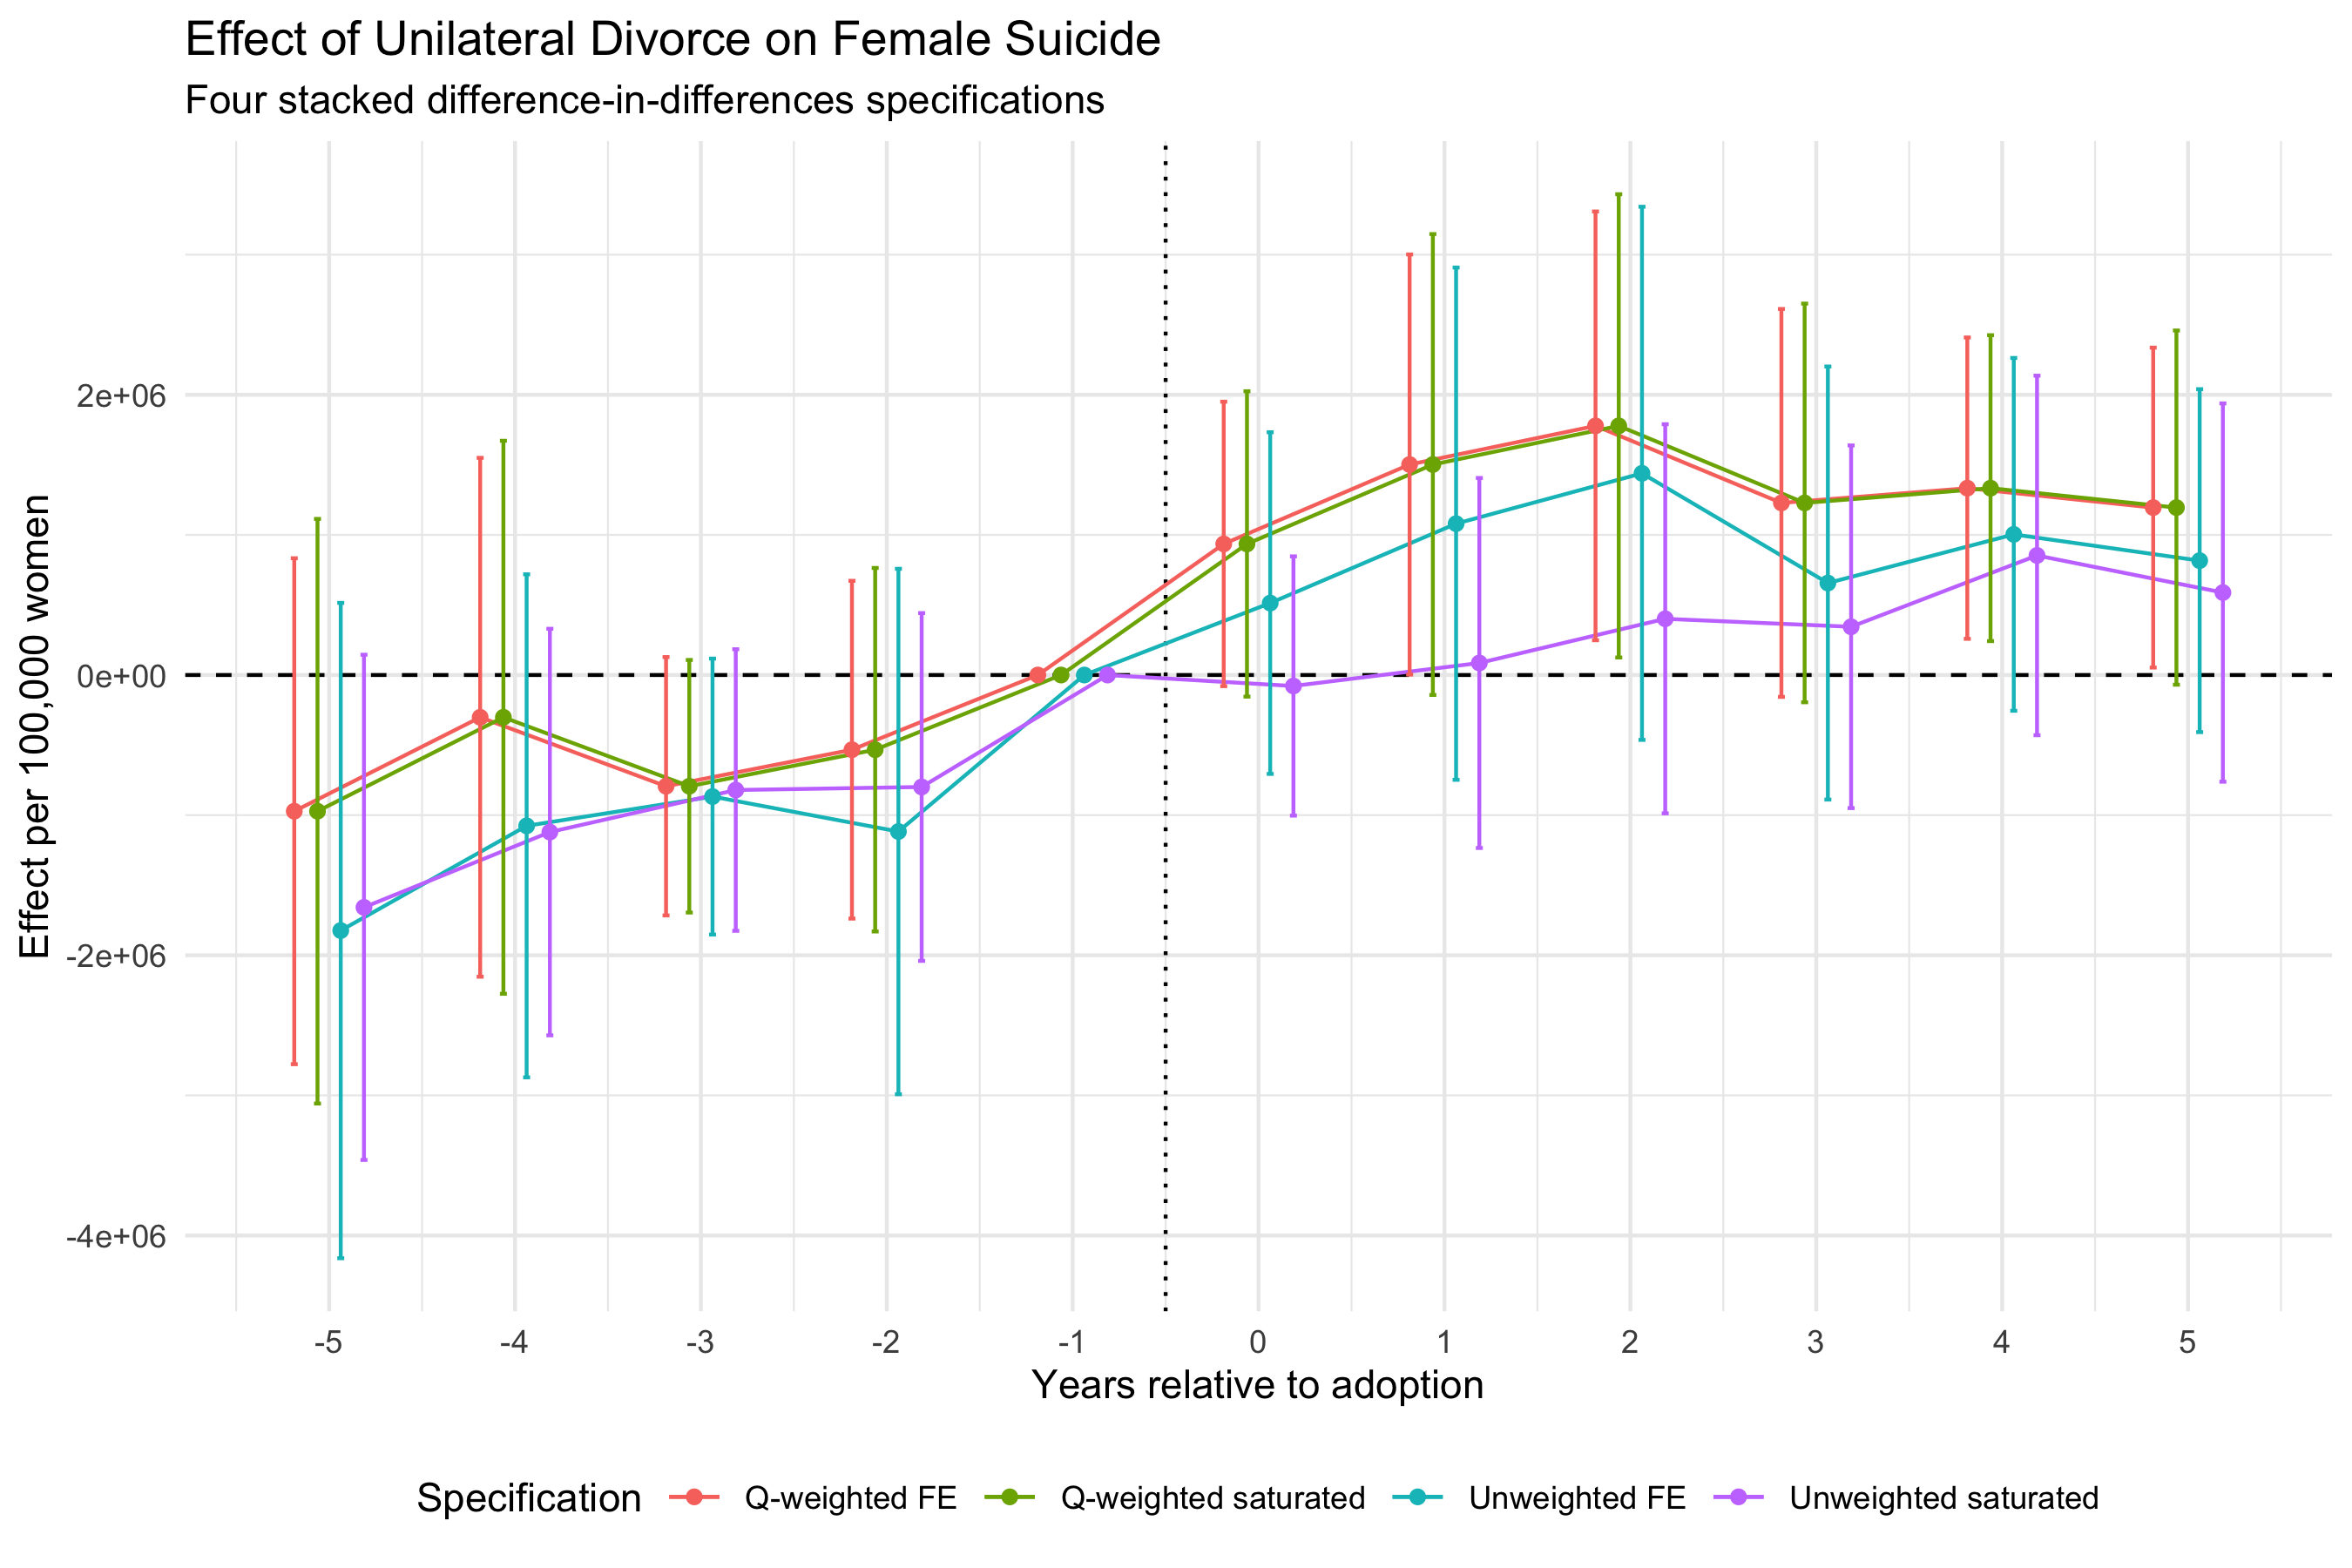 Effect of Unilateral Divorce on Female Suicide
Four stacked difference-in-differences specifications
Effect per 100,000 women
2e+06
0e+00
-2e+06
-4e+06
-5 -4 -3 -2 -1 0 1 2 3 4 5
Years relative to adoption
Specification Q-weighted FE Q-weighted saturated Unweighted FE Unweighted saturated